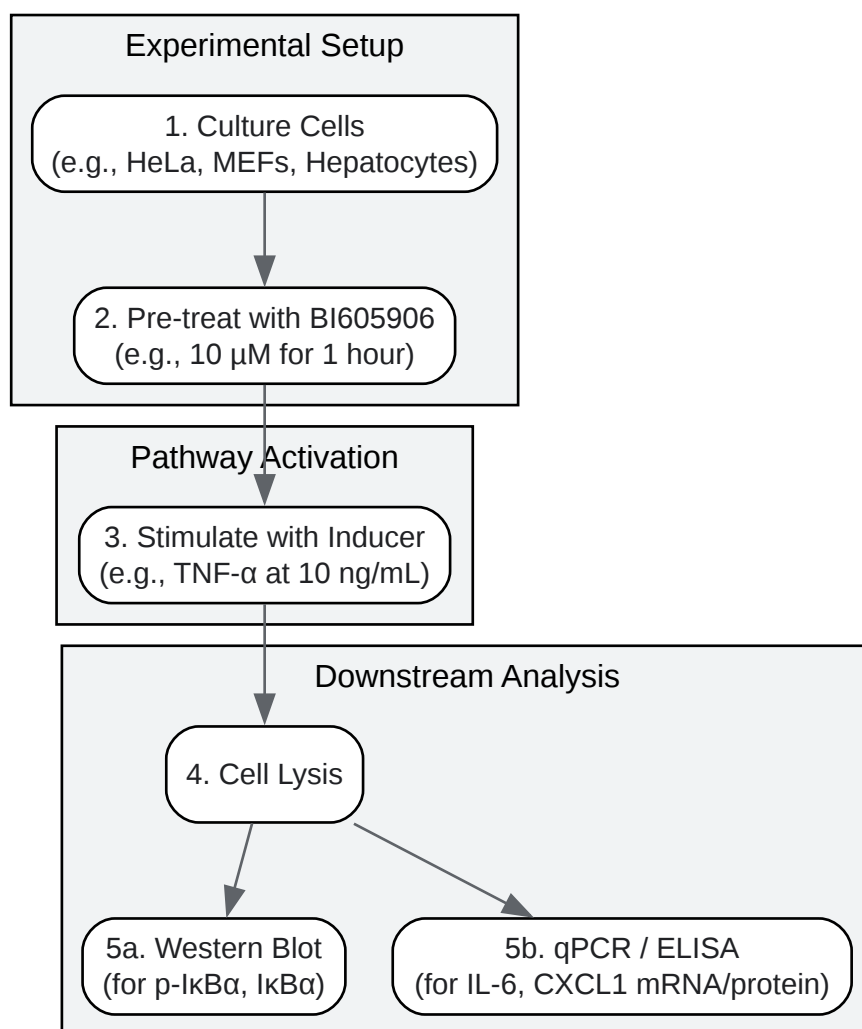 Experimental Setup
1. Culture Cells
(e.g., HeLa, MEFs, Hepatocytes)
2. Pre-treat with BI605906
(e.g., 10 µM for 1 hour)
Pathway Activation
3. Stimulate with Inducer
(e.g., TNF-α at 10 ng/mL)
Downstream Analysis
4. Cell Lysis
5a. Western Blot
(for p-IκBα, IκBα)
5b. qPCR / ELISA
(for IL-6, CXCL1 mRNA/protein)